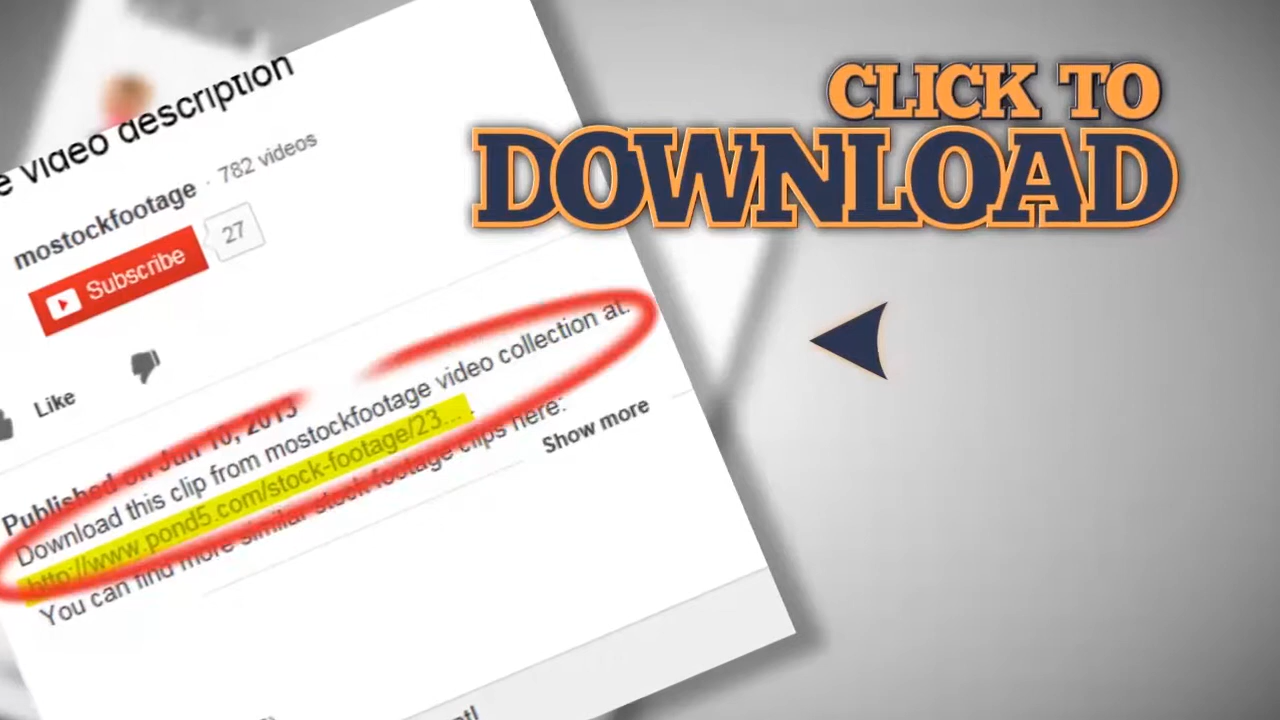 CLICK TO
DOWNLOAD
e video description
mostockfootage · 782 videos
Subscribe 27
Like
Published on Jun 10, 2013
Download this clip from mostockfootage video collection at:
http://www.pond5.com/stock-footage/23... .
You can find more similar stock footage clips here:
Show more